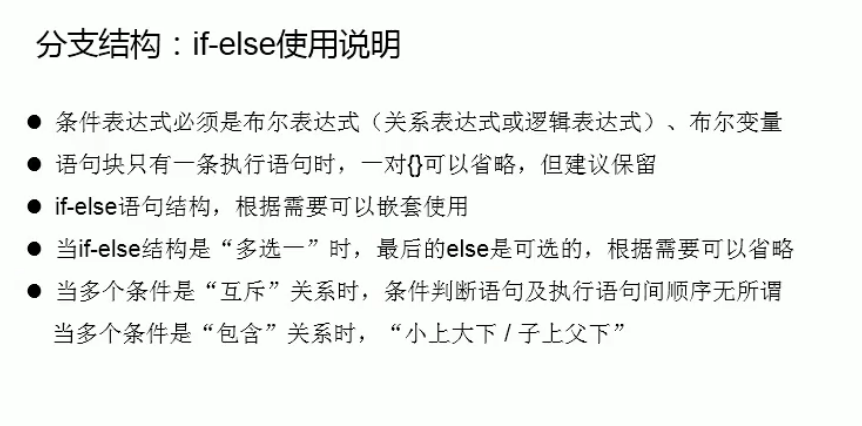 分支结构：if-else使用说明
● 条件表达式必须是布尔表达式（关系表达式或逻辑表达式）、布尔变量
● 语句块只有一条执行语句时，一对{}可以省略，但建议保留
● if-else语句结构，根据需要可以嵌套使用
● 当if-else结构是“多选一”时，最后的else是可选的，根据需要可以省略
● 当多个条件是“互斥”关系时，条件判断语句及执行语句间顺序无所谓
当多个条件是“包含”关系时，“小上大下 / 子上父下”